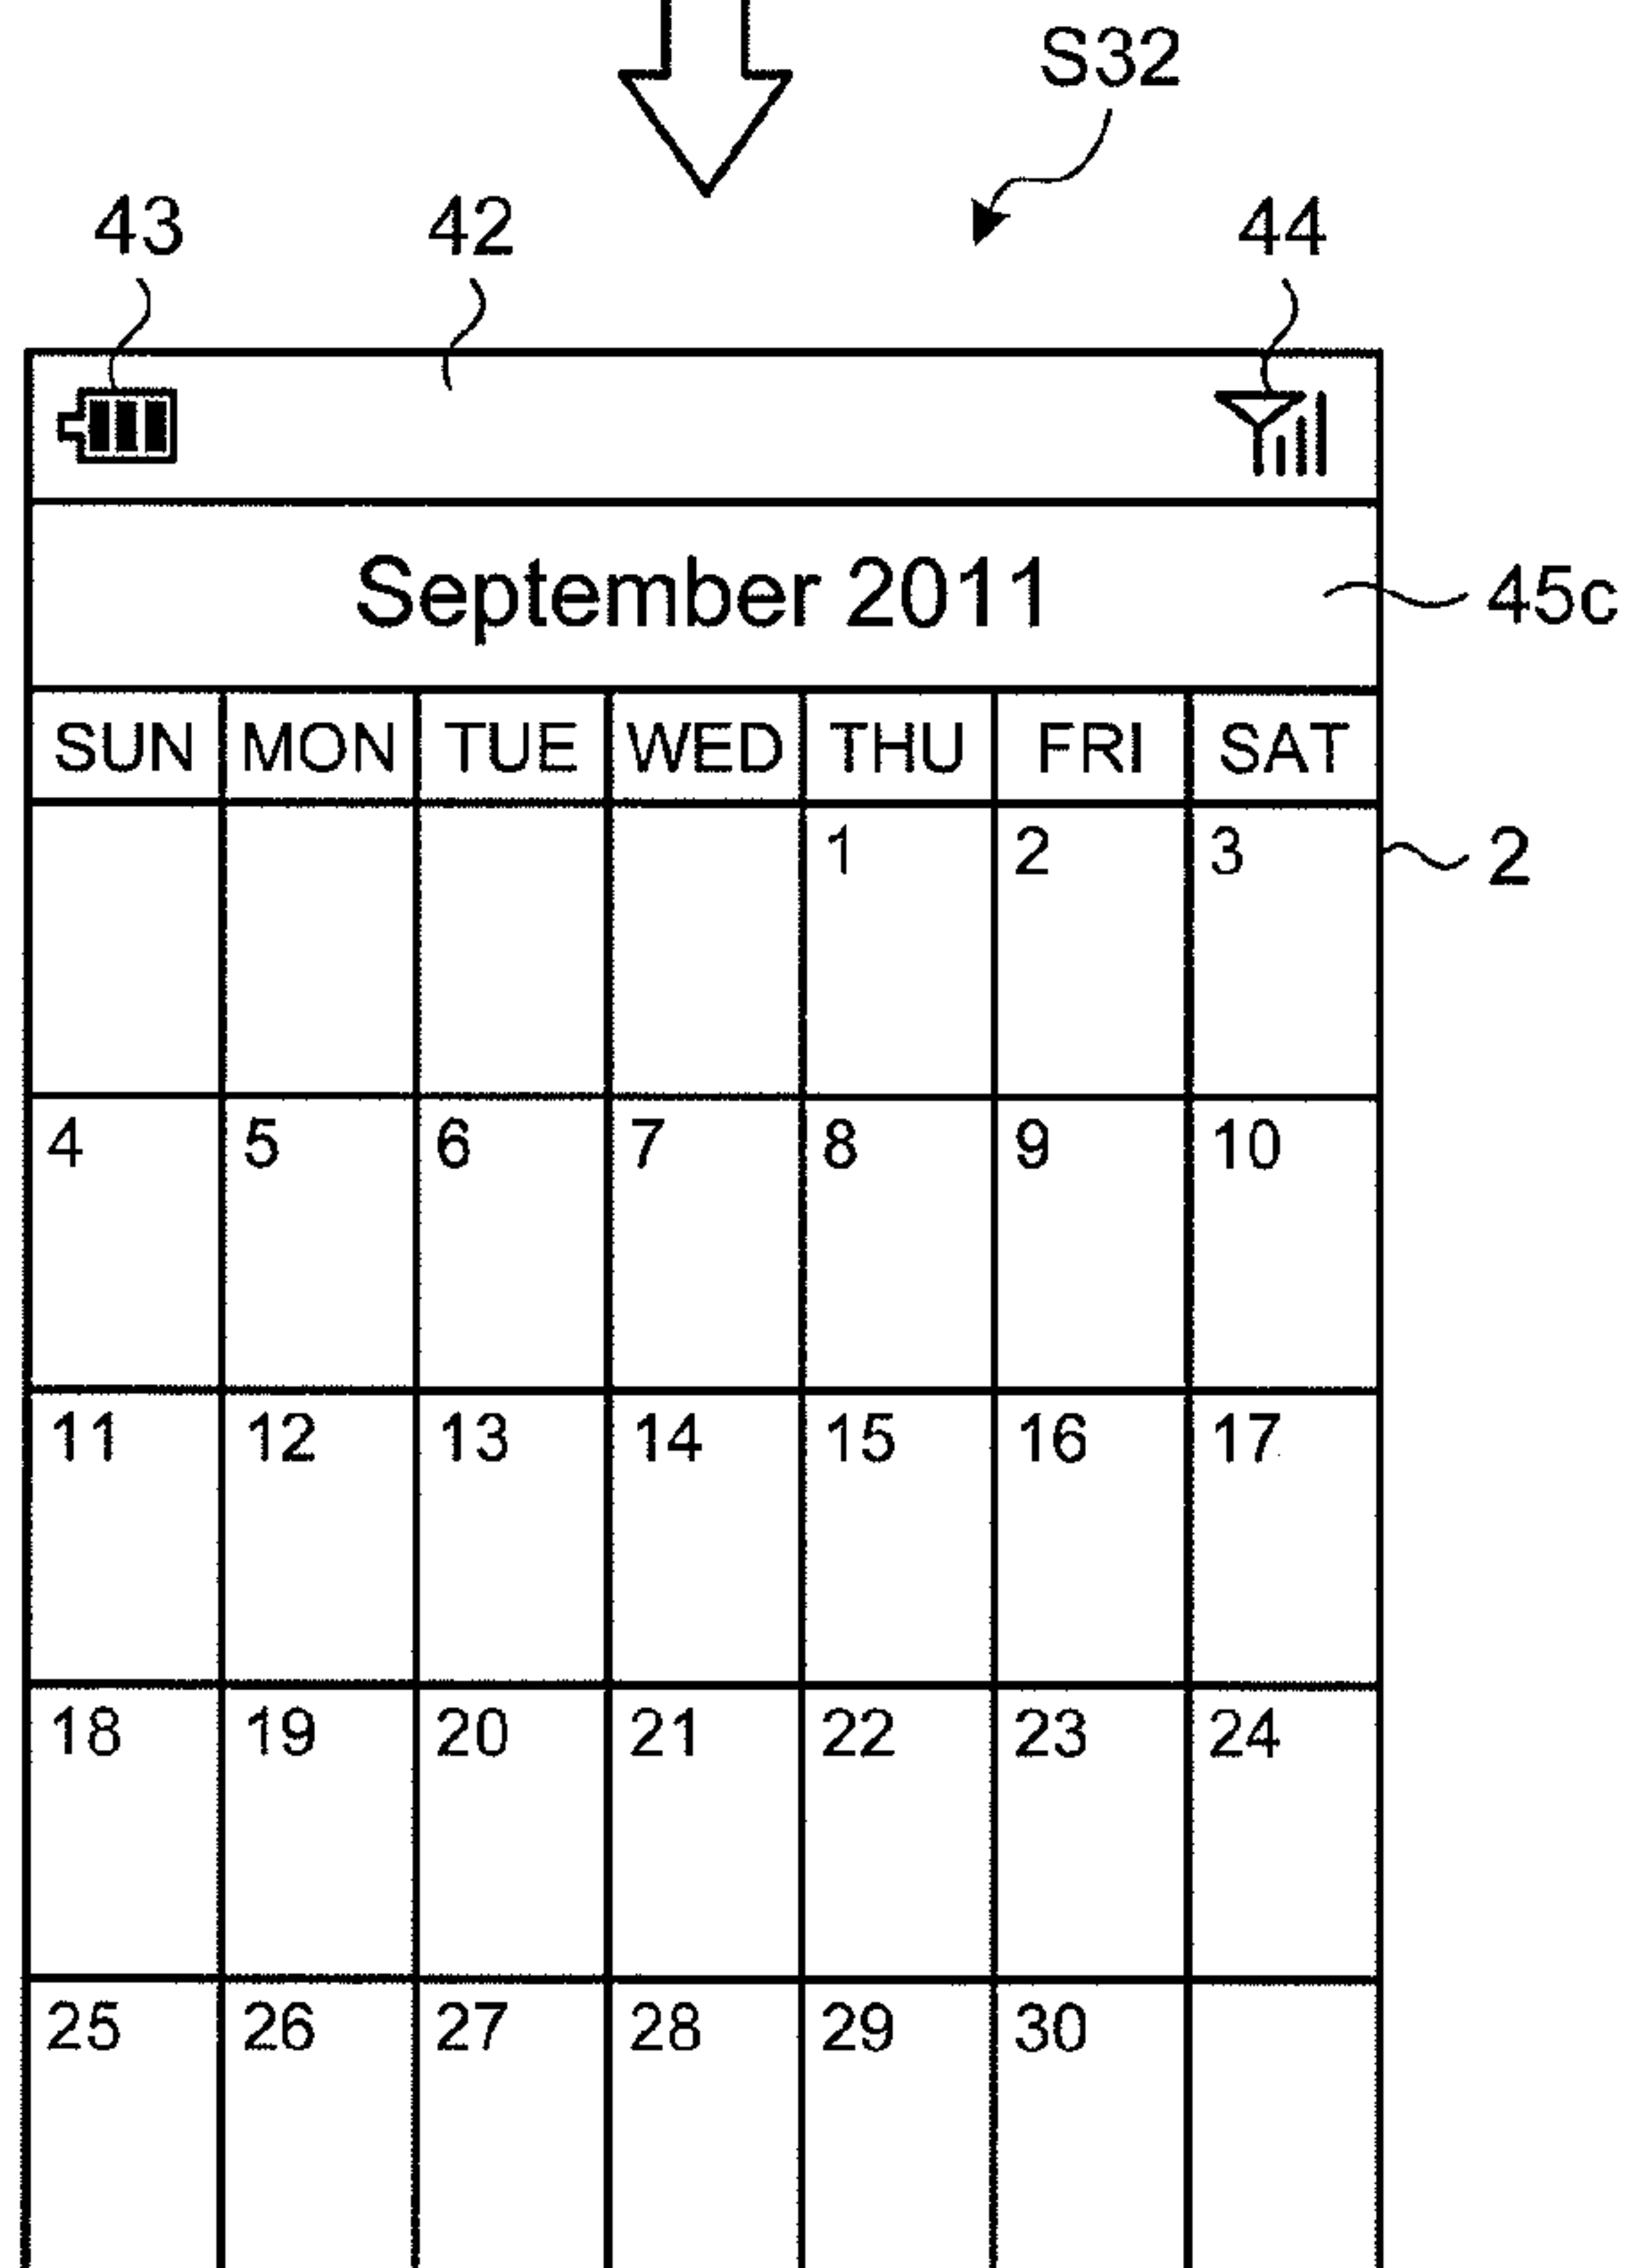 S32
43 42 44
September 2011 45c
SUN MON TUE WED THU FRI SAT
1 2 3 2
4 5 6 7 8 9 10
11 12 13 14 15 16 17
18 19 20 21 22 23 24
25 26 27 28 29 30